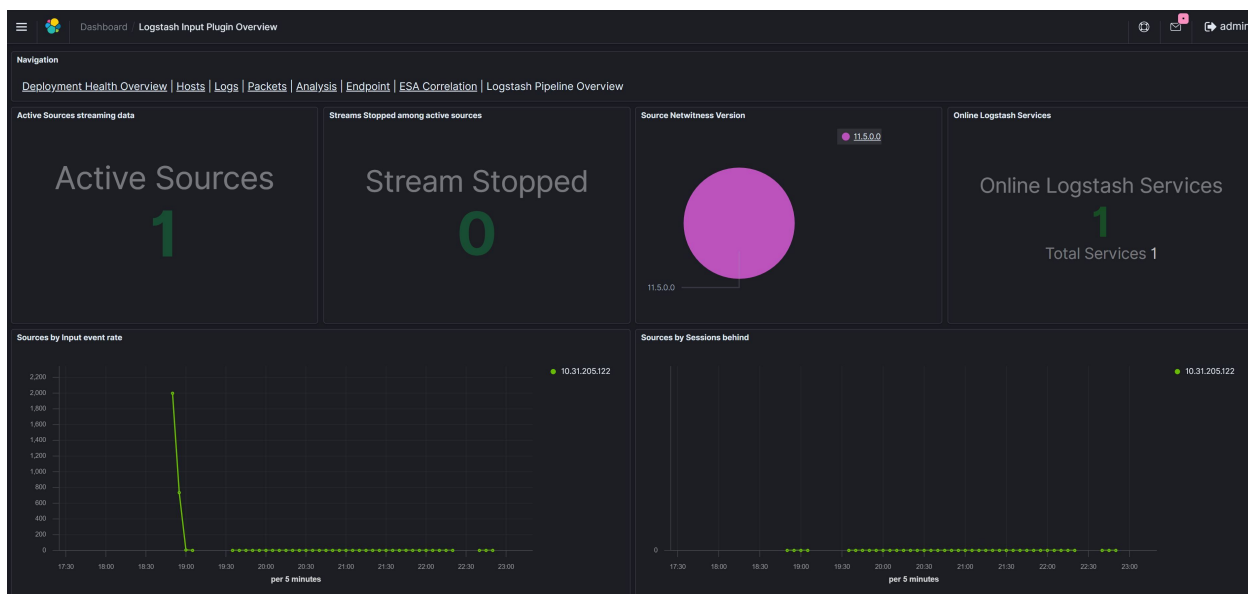 Dashboard / Logstash Input Plugin Overview
admin
Navigation
Deployment Health Overview | Hosts | Logs | Packets | Analysis | Endpoint | ESA Correlation | Logstash Pipeline Overview
Active Sources streaming data
Active Sources
1
Streams Stopped among active sources
Stream Stopped
0
Source Netwitness Version
11.5.0.0
11.5.0.0
Online Logstash Services
Online Logstash Services
1
Total Services 1
Sources by Input event rate
10.31.205.122
2,200
2,000
1,800
1,600
1,400
1,200
1,000
800
600
400
200
0
17:30 18:00 18:30 19:00 19:30 20:00 20:30 21:00 21:30 22:00 22:30 23:00
per 5 minutes
Sources by Sessions behind
10.31.205.122
0
17:30 18:00 18:30 19:00 19:30 20:00 20:30 21:00 21:30 22:00 22:30 23:00
per 5 minutes